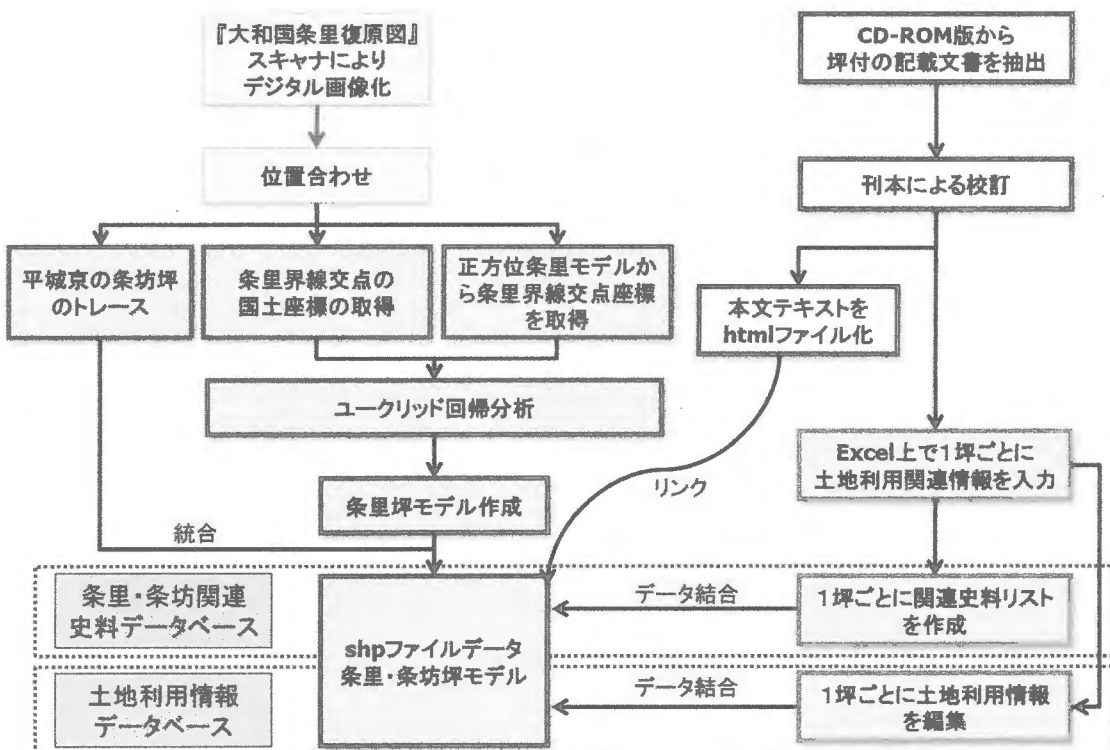 『大和国条里復原図』
スキャナにより
デジタル画像化
CD-ROM版から
坪付の記載文書を抽出
位置合わせ
刊本による校訂
平城京の条坊坪
のトレース
条里界線交点の
国土座標の取得
正方位条里モデルか
ら条里界線交点座標
を取得
本文テキストを
htmlファイル化
ユークリッド回帰分析
Excel上で1坪ごとに
土地利用関連情報を入力
リンク
条里坪モデル作成
統合
条里・条坊関連
史料データベース
shpファイルデータ
条里・条坊坪モデル
データ結合
1坪ごとに関連史料リスト
を作成
土地利用情報
データベース
データ結合
1坪ごとに土地利用情報
を編集